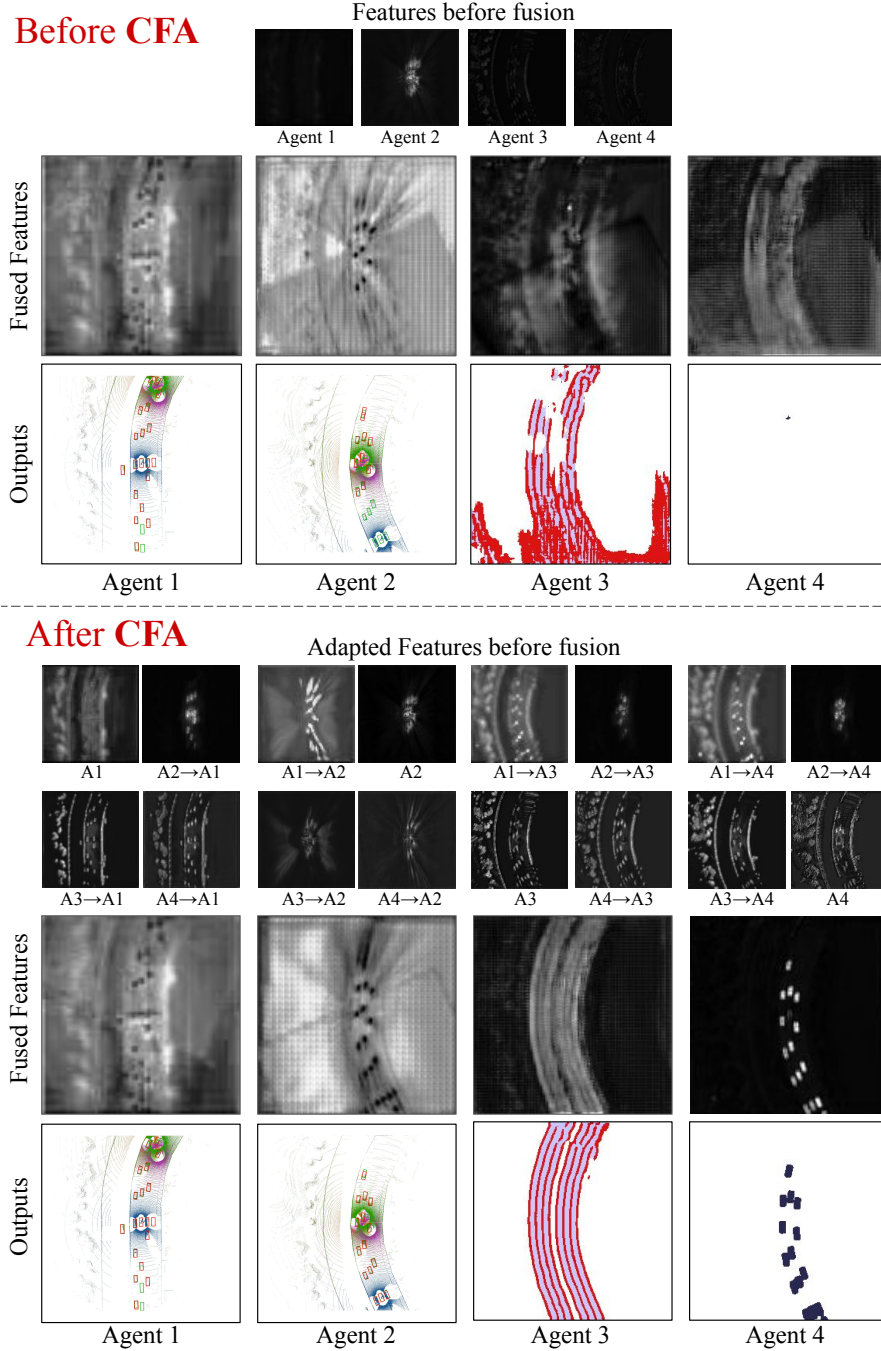 Before CFA
Features before fusion
Agent 1 Agent 2 Agent 3 Agent 4
Fused Features
Outputs
Agent 1 Agent 2 Agent 3 Agent 4
After CFA
Adapted Features before fusion
A1 A2→A1 A1→A2 A2 A1→A3 A2→A3 A1→A4 A2→A4
A3→A1 A4→A1 A3→A2 A4→A2 A3 A4→A3 A3→A4 A4
Fused Features
Outputs
Agent 1 Agent 2 Agent 3 Agent 4